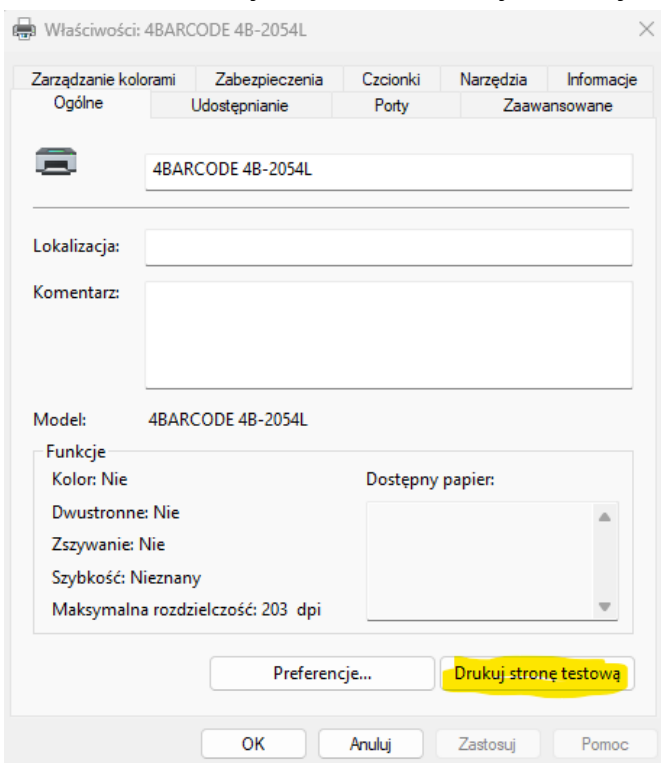 Właściwości: 4BARCODE 4B-2054L
Zarządzanie kolorami Zabezpieczenia Czcionki Narzędzia Informacje
Ogólne Udostępnianie Porty Zaawansowane
4BARCODE 4B-2054L
Lokalizacja:
Komentarz:
Model: 4BARCODE 4B-2054L
Funkcje
Kolor: Nie Dostępny papier:
Dwustronne: Nie
Zszywanie: Nie
Szybkość: Nieznany
Maksymalna rozdzielczość: 203 dpi
Preferencje... Drukuj stronę testową
OK Anuluj Zastosuj Pomoc